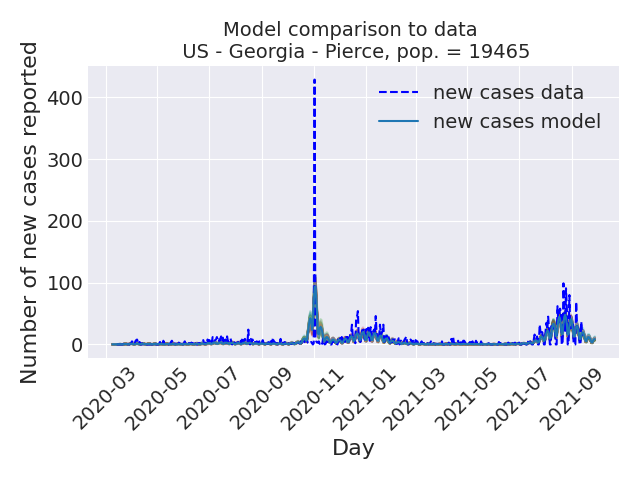 Model comparison to data
US - Georgia - Pierce, pop. = 19465
Number of new cases reported
400
300
200
100
0
new cases data
new cases model
2020-03
2020-05
2020-07
2020-09
2020-11
2021-01
2021-03
2021-05
2021-07
2021-09
Day